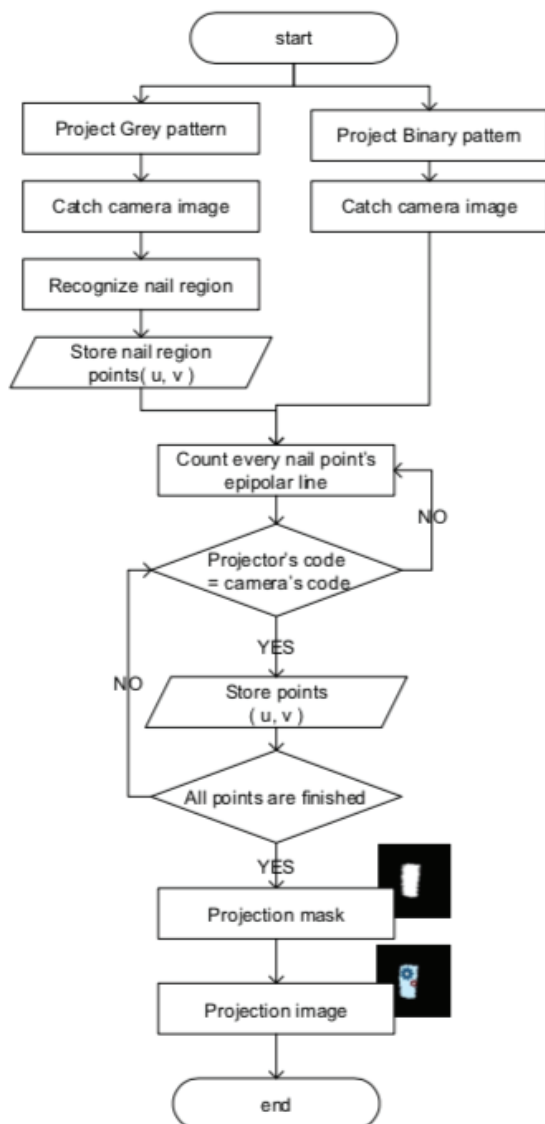 start
Project Grey pattern
Project Binary pattern
Catch camera image
Catch camera image
Recognize nail region
Store nail region
points( u, v )
Count every nail point's
epipolar line
NO
Projector's code
= camera's code
YES
NO
Store points
( u, v )
All points are finished
YES
Projection mask
Projection image
end